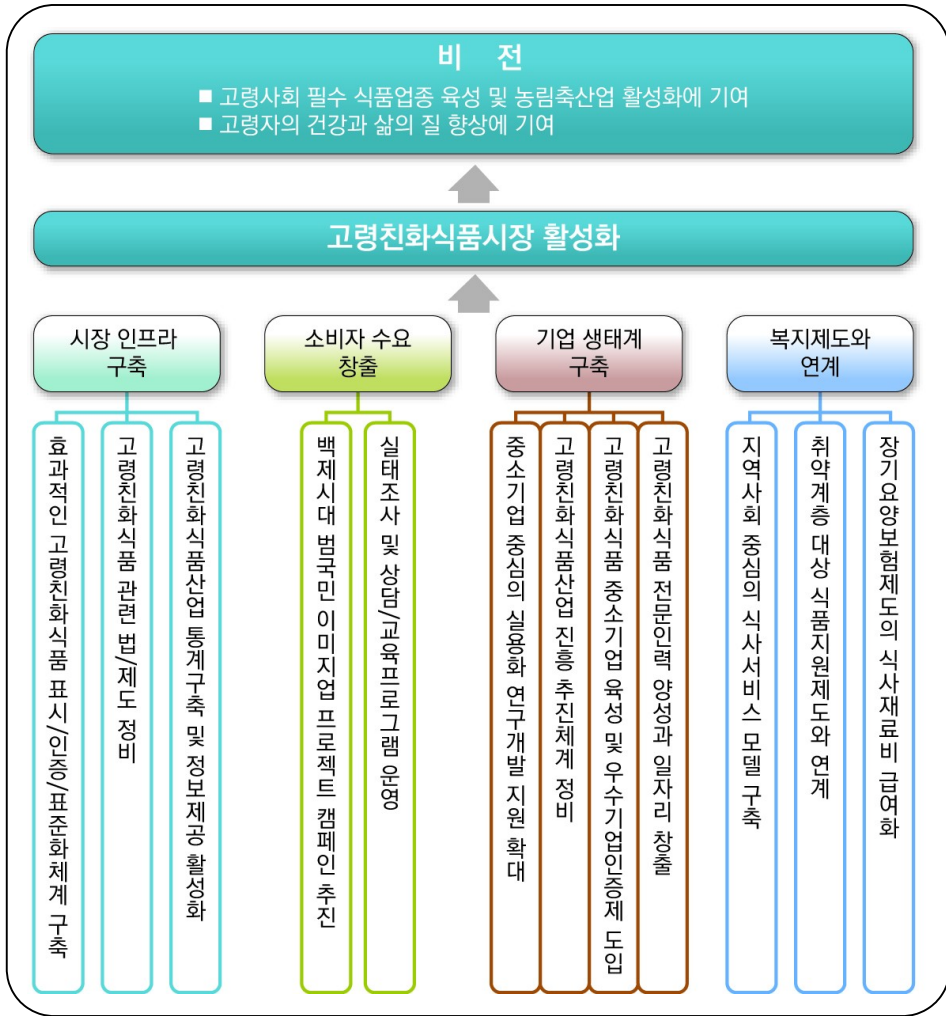 비 전
■ 고령사회 필수 식품업종 육성 및 농림축산업 활성화에 기여
■ 고령자의 건강과 삶의 질 향상에 기여
고령친화식품시장 활성화
시장 인프라
구축
소비자 수요
창출
기업 생태계
구축
복지제도와
연계
효과적인 고령친화식품 표시/인증/표준화체계 구축
고령친화식품 관련 법/제도 정비
고령친화식품산업 통계구축 및 정보제공 활성화
백제시대 범국민 이미지업 프로젝트 캠페인 추진
실태조사 및 상담/교육프로그램 운영
중소기업 중심의 실용화 연구개발 지원 확대
고령친화식품산업 진흥 추진체계 정비
고령친화식품 중소기업 육성 및 우수기업인증제 도입
고령친화식품 전문인력 양성과 일자리 창출
지역사회 중심의 식사서비스 모델 구축
취약계층 대상 식품지원제도와 연계
장기요양보험제도의 식사재료비 급여화